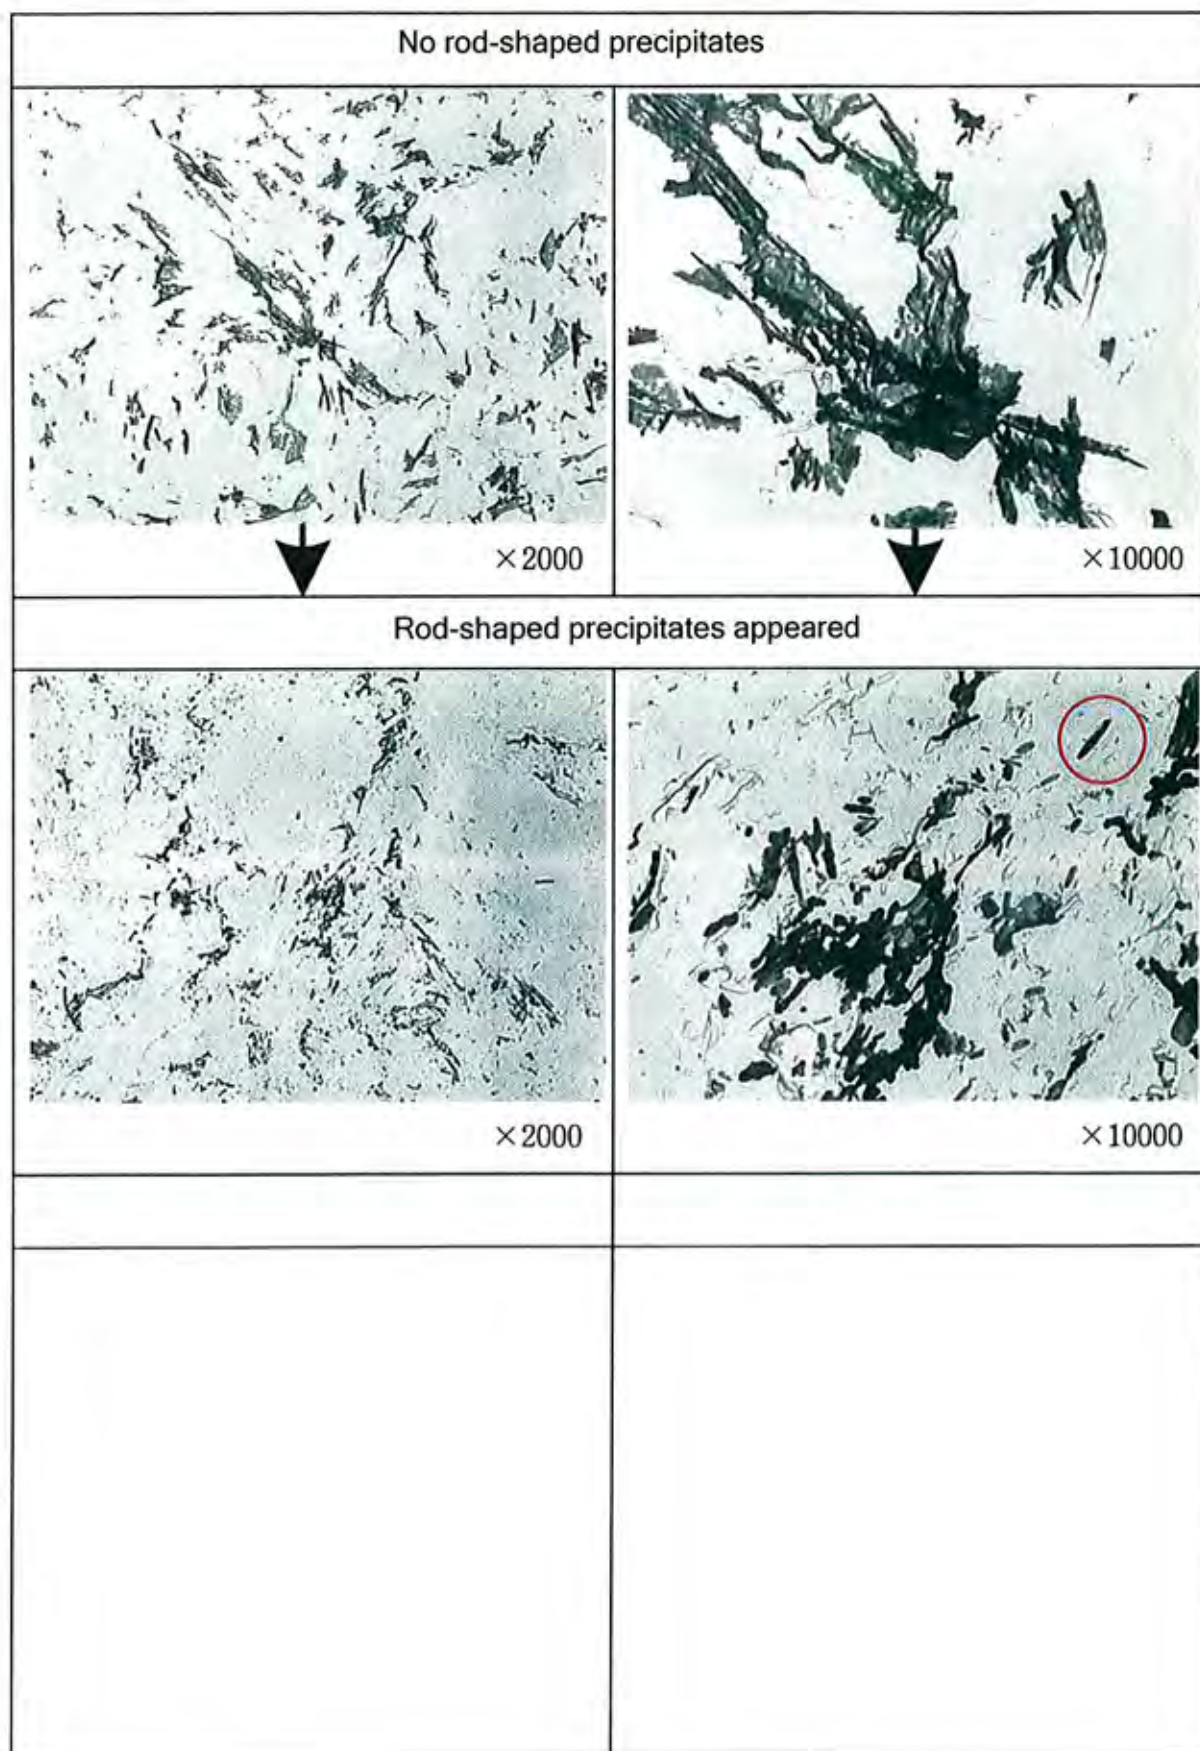 No rod-shaped precipitates
×2000
×10000
Rod-shaped precipitates appeared
×2000
×10000